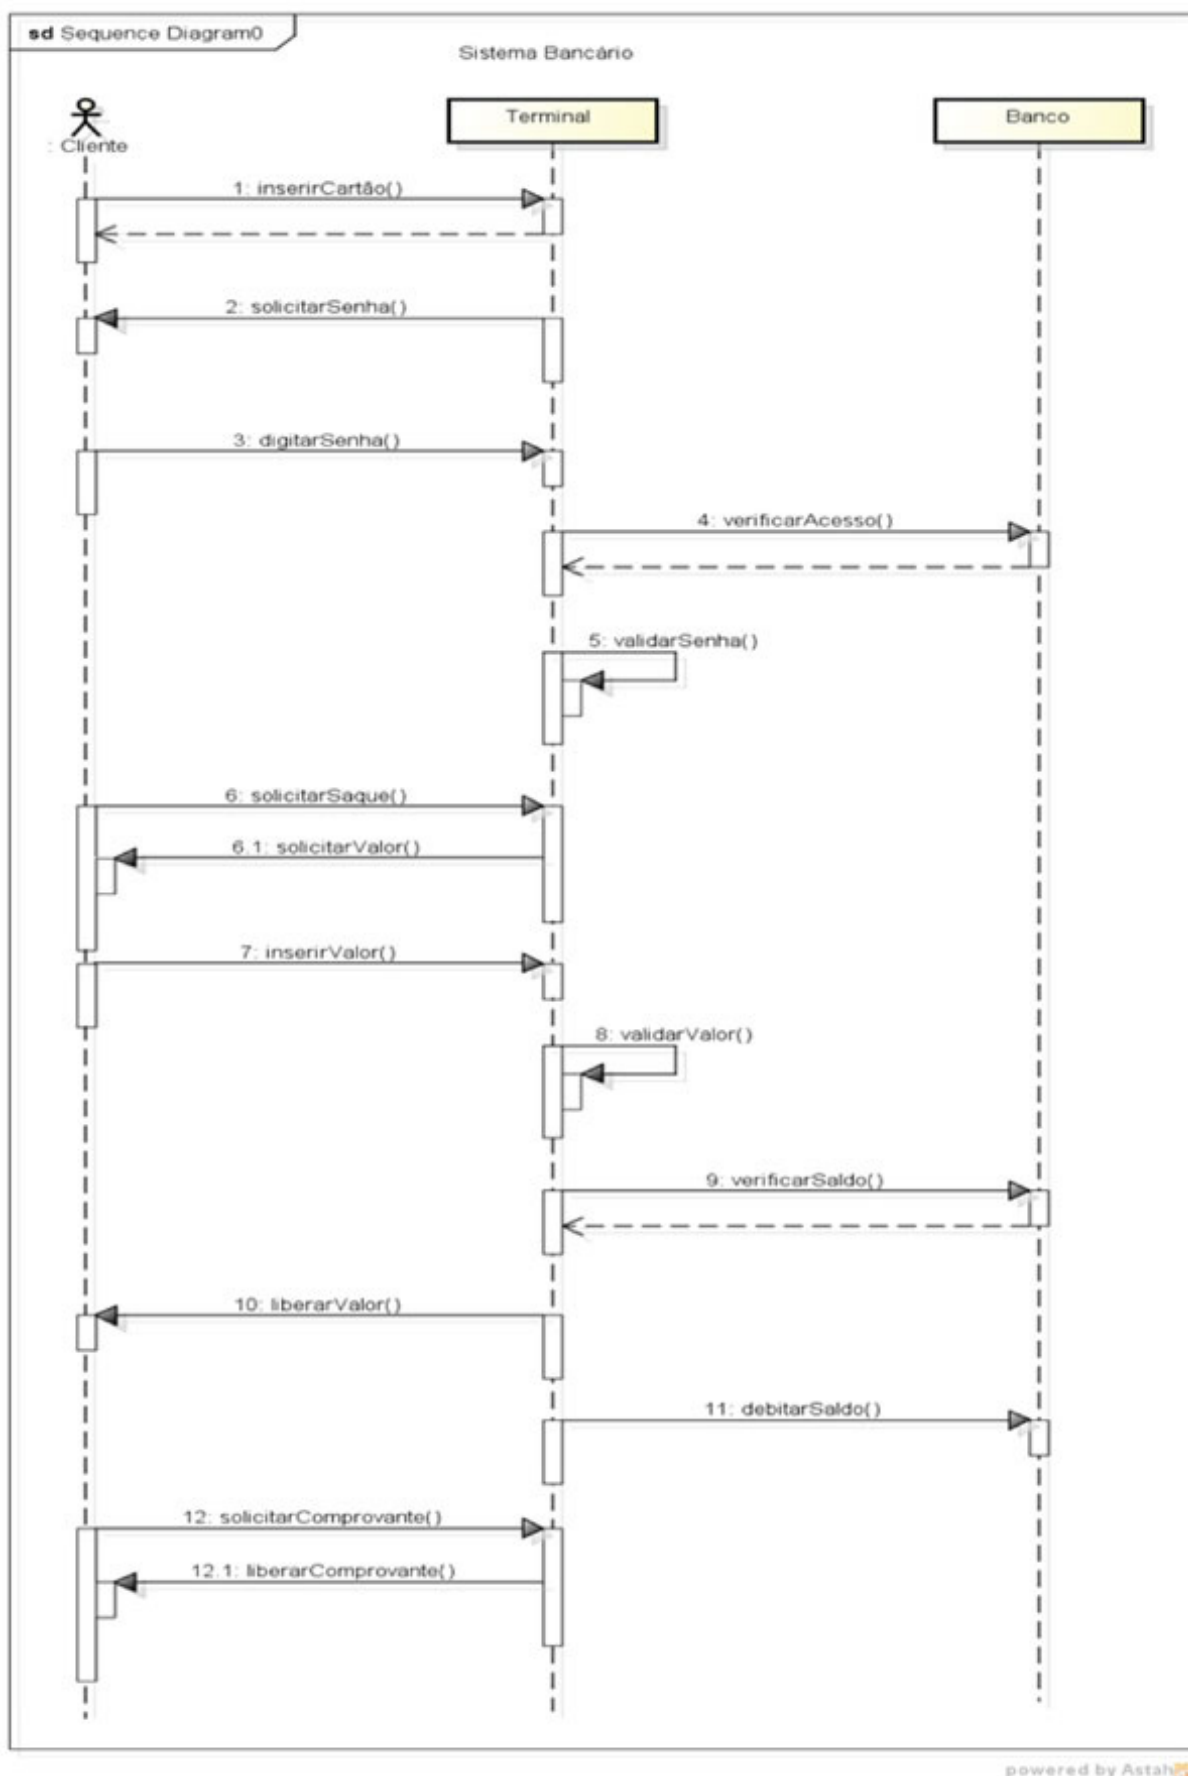 sd Sequence Diagram0
Sistema Bancário
: Cliente
Terminal
Banco
1: inserirCartão()
2: solicitarSenha()
3: digitarSenha()
4: verificarAcesso()
5: validarSenha()
6: solicitarSaque()
6.1: solicitarValor()
7: inserirValor()
8: validarValor()
9: verificarSaldo()
10: liberarValor()
11: debitarSaldo()
12: solicitarComprovante()
12.1: liberarComprovante()
powered by Astah